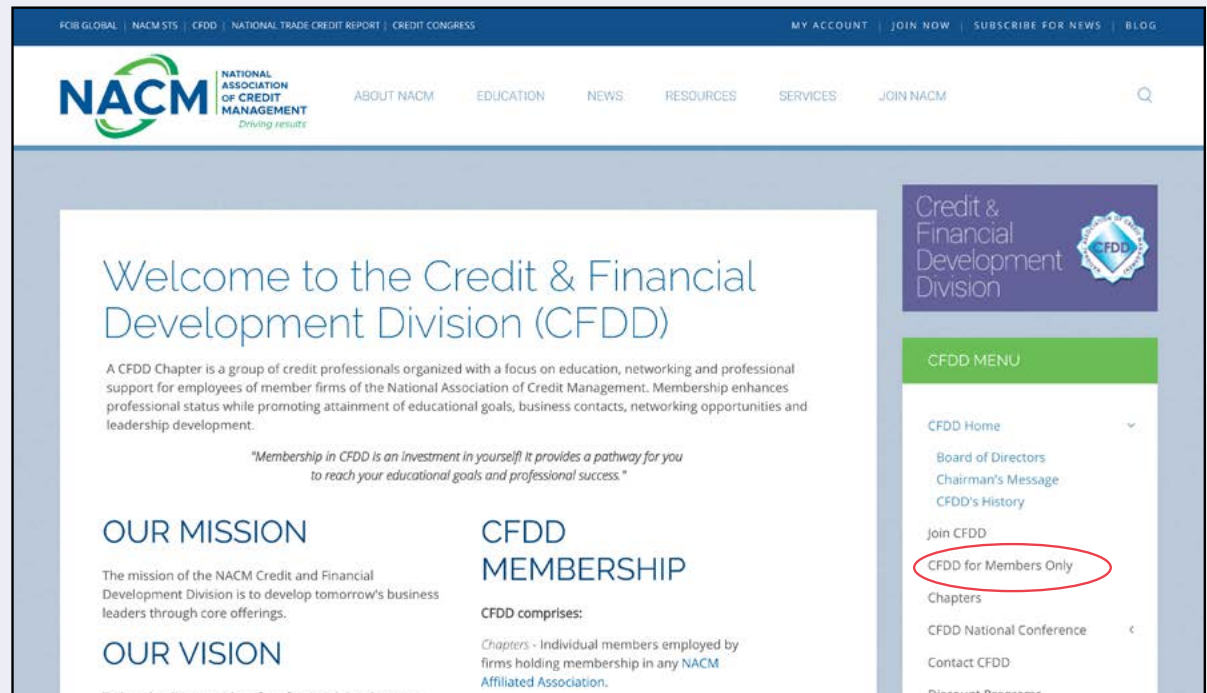 FCIB GLOBAL | NACM STS | CFDD | NATIONAL TRADE CREDIT REPORT | CREDIT CONGRESS
MY ACCOUNT | JOIN NOW | SUBSCRIBE FOR NEWS | BLOG
NACM
NATIONAL
ASSOCIATION
OF CREDIT
MANAGEMENT
Driving results
ABOUT NACM EDUCATION NEWS RESOURCES SERVICES JOIN NACM
Credit &
Financial
Development
Division
CFDD
Welcome to the Credit & Financial
Development Division (CFDD)
A CFDD Chapter is a group of credit professionals organized with a focus on education, networking and professional
support for employees of member firms of the National Association of Credit Management. Membership enhances
professional status while promoting attainment of educational goals, business contacts, networking opportunities and
leadership development.
"Membership in CFDD is an investment in yourself! It provides a pathway for you
to reach your educational goals and professional success."
OUR MISSION
The mission of the NACM Credit and Financial
Development Division is to develop tomorrow's business
leaders through core offerings.
OUR VISION
CFDD
MEMBERSHIP
CFDD comprises:
Chapters - Individual members employed by
firms holding membership in any NACM
Affiliated Association.
CFDD MENU
CFDD Home
Board of Directors
Chairman's Message
CFDD's History
Join CFDD
CFDD for Members Only
Chapters
CFDD National Conference
Contact CFDD
Discount Programs